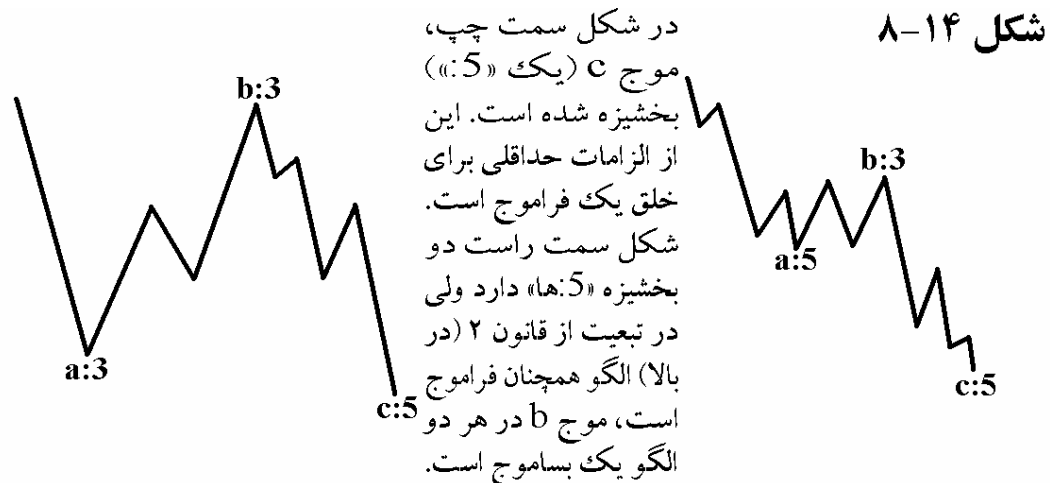 شکل ۱۴-۸
در شکل سمت چپ،
موج c (یک «5:»)
بخشیزه شده است. این
از الزامات حداقلی برای
خلق یک فراموج است.
شکل سمت راست دو
بخشیزه «5:ها» دارد ولی
در تبعیت از قانون ۲ (در
بالا) الگو همچنان فراموج
است، موج b در هر دو
الگو یک بساموج است.
b:3
a:3
c:5
b:3
a:5
c:5